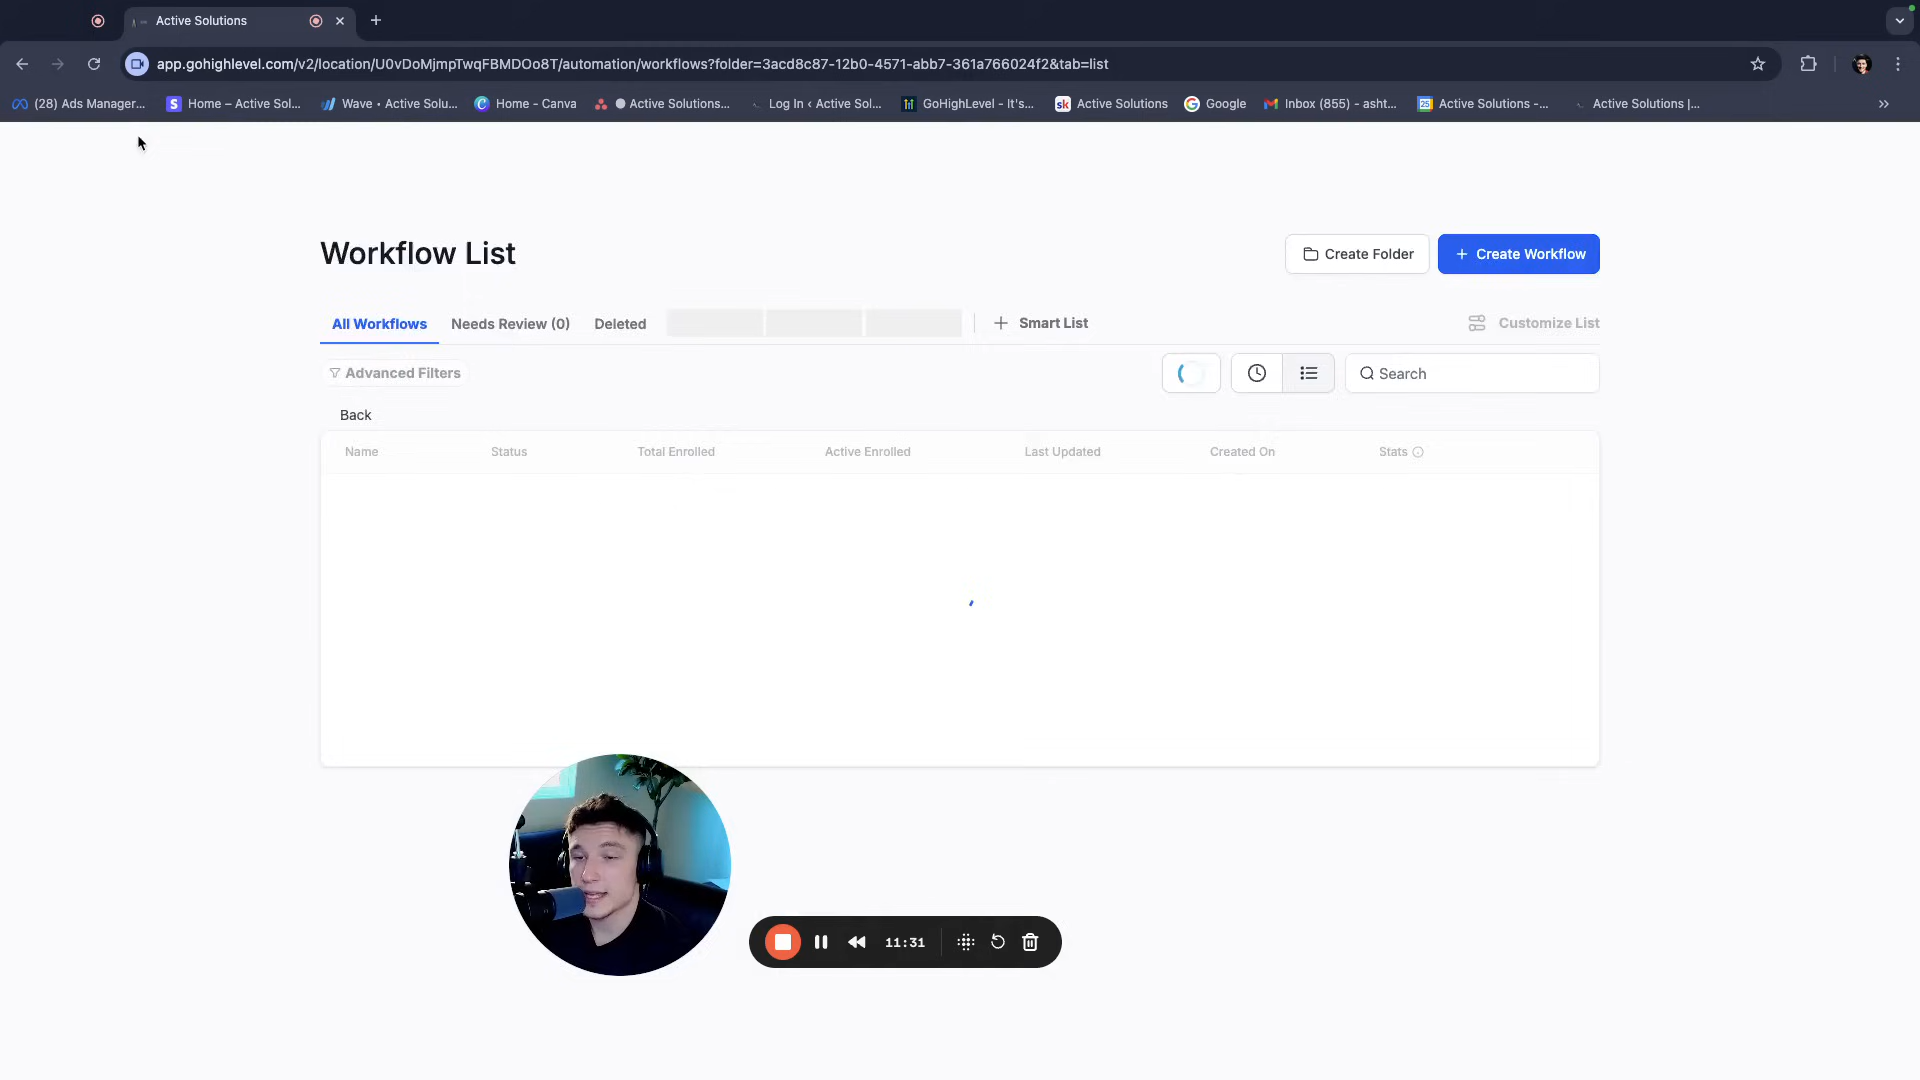 Active Solutions
app.gohighlevel.com/v2/location/U0vDoMjmpTwqFBMDOo8T/automation/workflows?folder=3acd8c87-12b0-4571-abb7-361a766024f2&tab=list
(28) Ads Manager...
Home – Active Sol...
Wave • Active Solu...
Home - Canva
Active Solutions...
Log In ‹ Active Sol...
GoHighLevel - It's...
sk Active Solutions
Google
Inbox (855) - asht...
Active Solutions -...
Active Solutions |...
Workflow List
Create Folder
Create Workflow
All Workflows
Needs Review (0)
Deleted
Smart List
Customize List
Advanced Filters
Search
Back
Name Status Total Enrolled Active Enrolled Last Updated Created On Stats
11:31